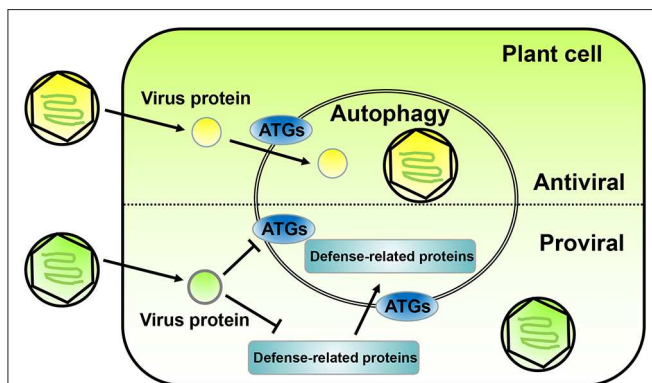 Plant cell
Virus protein
ATGs
Autophagy
Antiviral
ATGs
Proviral
Defense-related proteins
Virus protein
ATGs
Defense-related proteins